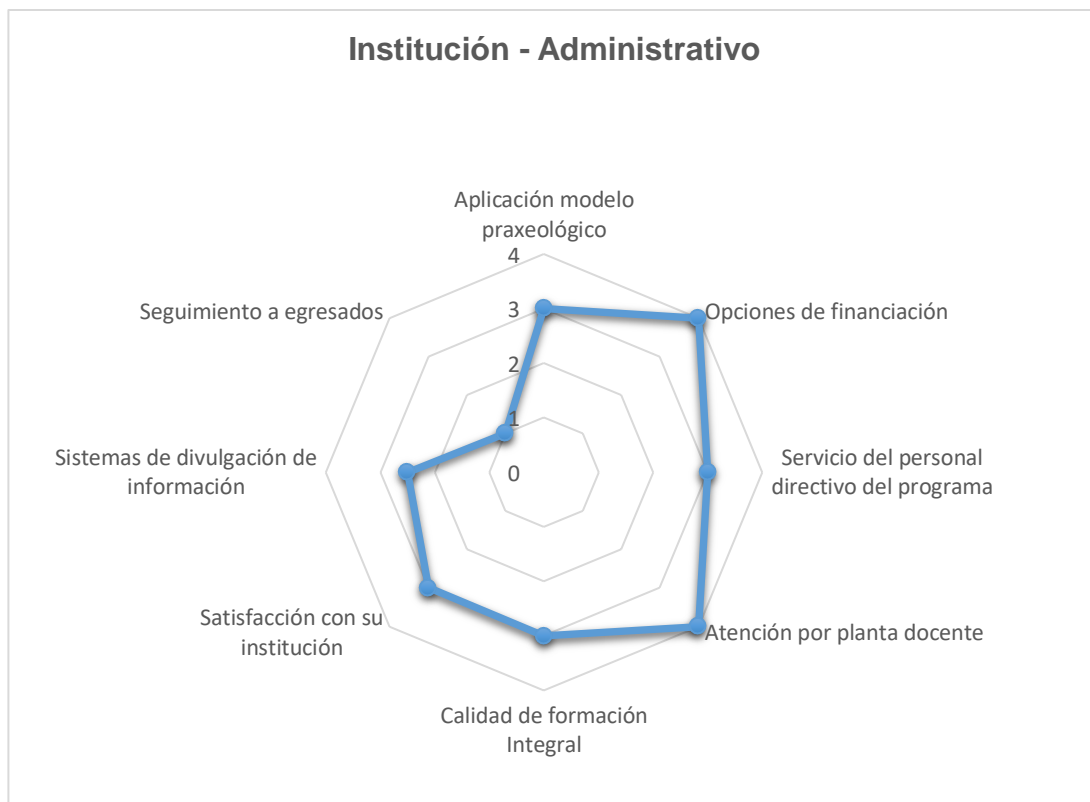 Institución - Administrativo
Aplicación modelo
praxeológico
4
3
2
1
0
Opciones de financiación
Servicio del personal
directivo del programa
Atención por planta docente
Calidad de formación
Integral
Satisfacción con su
institución
Sistemas de divulgación de
información
Seguimiento a egresados